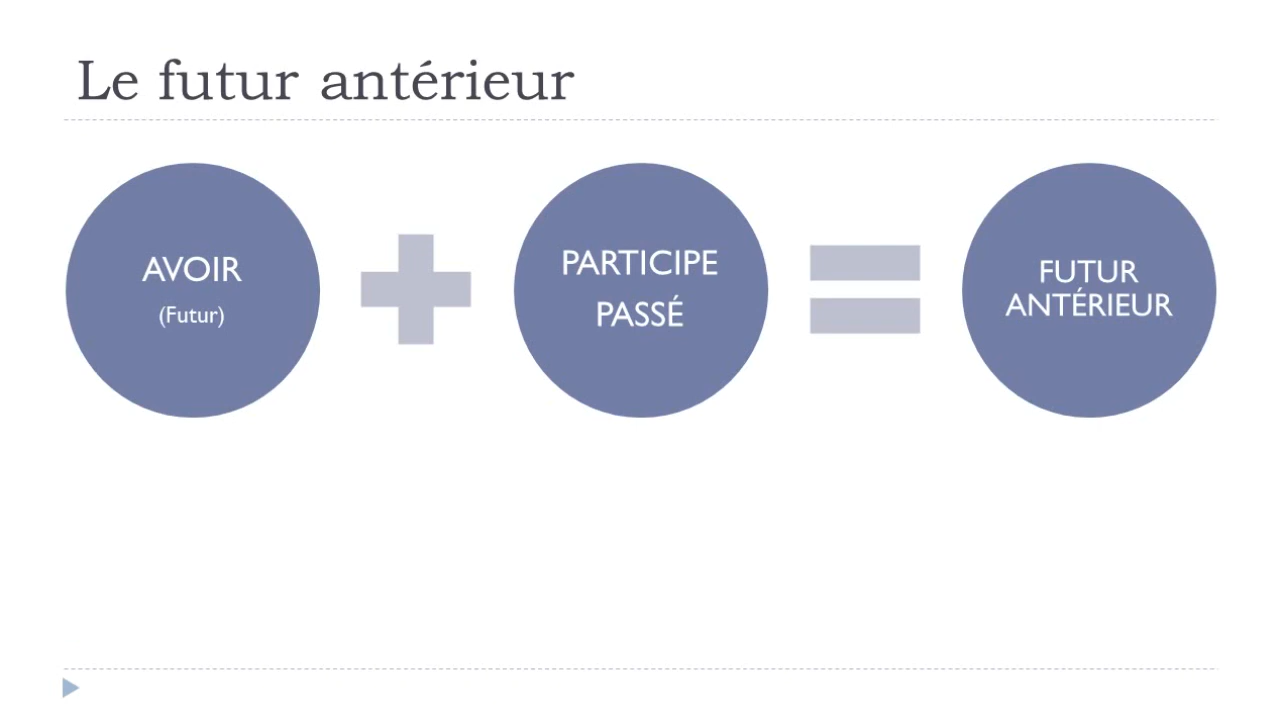 Le futur antérieur
AVOIR
(Futur)
PARTICIPE
PASSÉ
FUTUR
ANTÉRIEUR